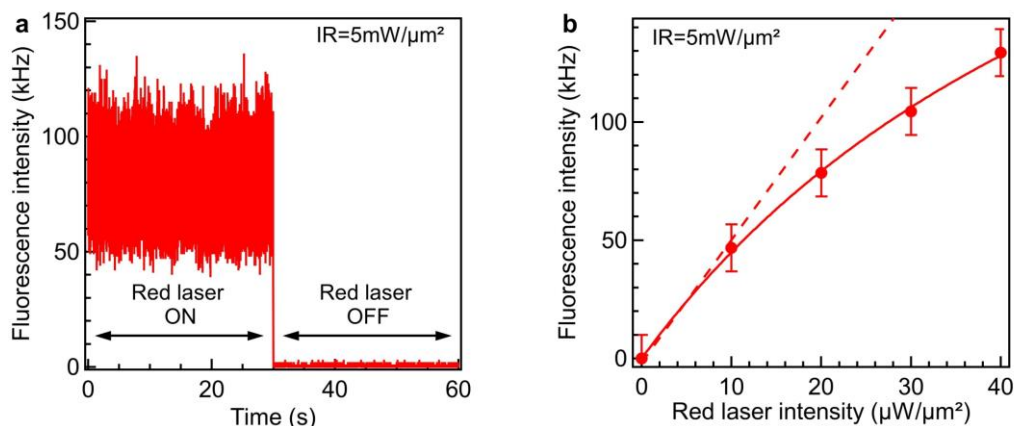 a
IR=5mW/µm²
Fluorescence intensity (kHz)
150
100
50
0
Red laser
ON
Red laser
OFF
0 20 40 60
Time (s)
b
IR=5mW/µm²
Fluorescence intensity (kHz)
100
50
0
0 10 20 30 40
Red laser intensity (µW/µm²)